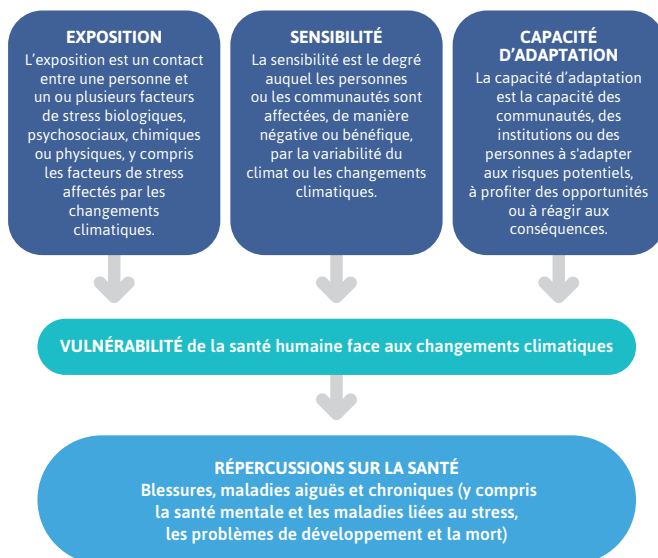 EXPOSITION
L'exposition est un contact
entre une personne et
un ou plusieurs facteurs
de stress biologiques,
psychosociaux, chimiques
ou physiques, y compris
les facteurs de stress
affectés par les
changements
climatiques.
SENSIBILITÉ
La sensibilité est le degré
auquel les personnes
ou les communautés sont
affectées, de manière
négative ou bénéfique,
par la variabilité du
climat ou les changements
climatiques.
CAPACITÉ
D'ADAPTATION
La capacité d'adaptation
est la capacité des
communautés, des
institutions ou des
personnes à s'adapter
aux risques potentiels,
à profiter des opportunités
ou à réagir aux
conséquences.
VULNÉRABILITÉ de la santé humaine face aux changements climatiques
RÉPERCUSSIONS SUR LA SANTÉ
Blessures, maladies aiguës et chroniques (y compris
la santé mentale et les maladies liées au stress,
les problèmes de développement et la mort)